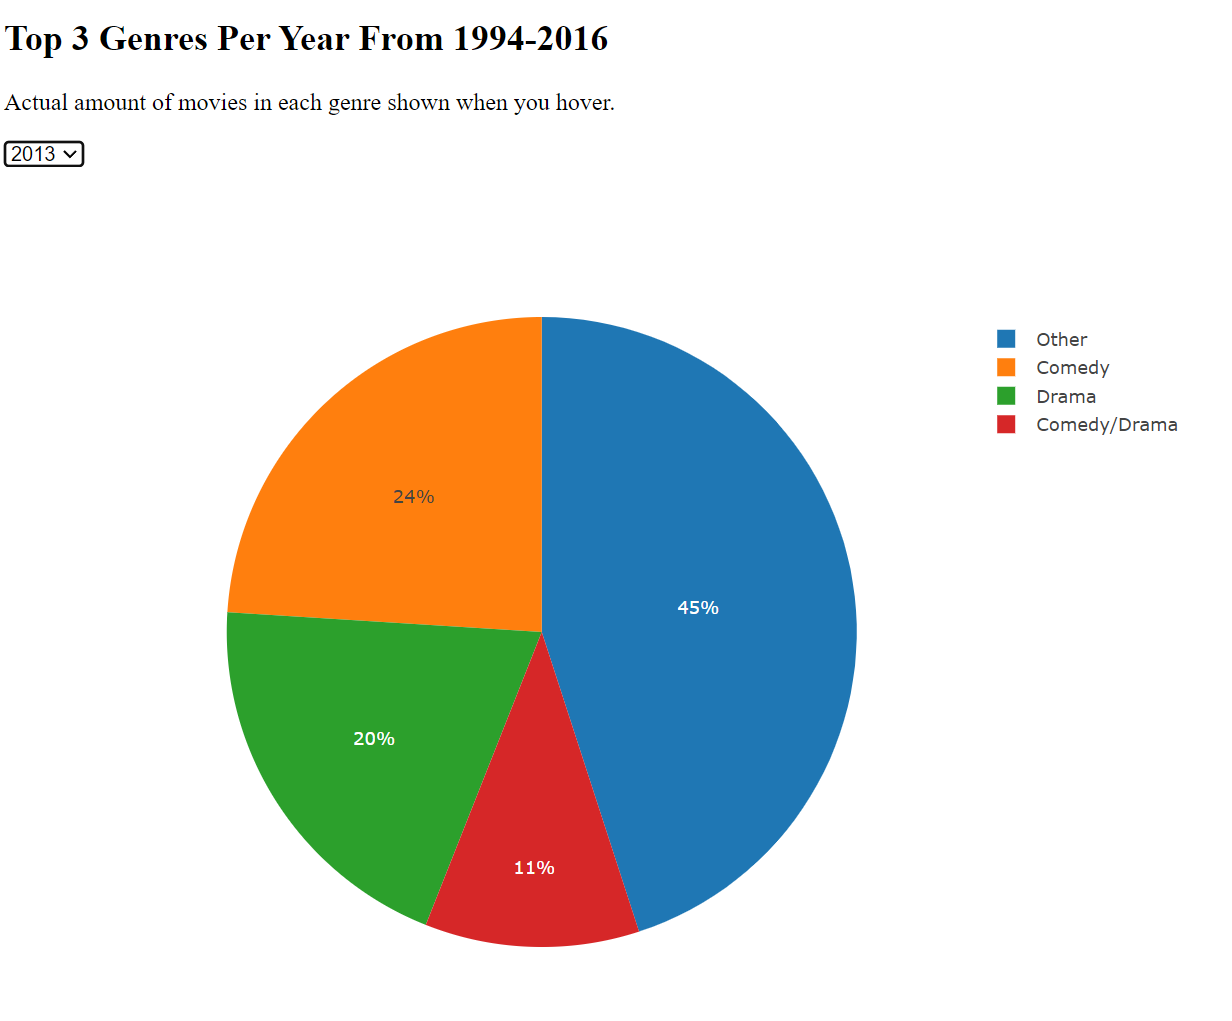 Top 3 Genres Per Year From 1994-2016
Actual amount of movies in each genre shown when you hover.
2013
Other
Comedy
Drama
Comedy/Drama
24%
45%
20%
11%